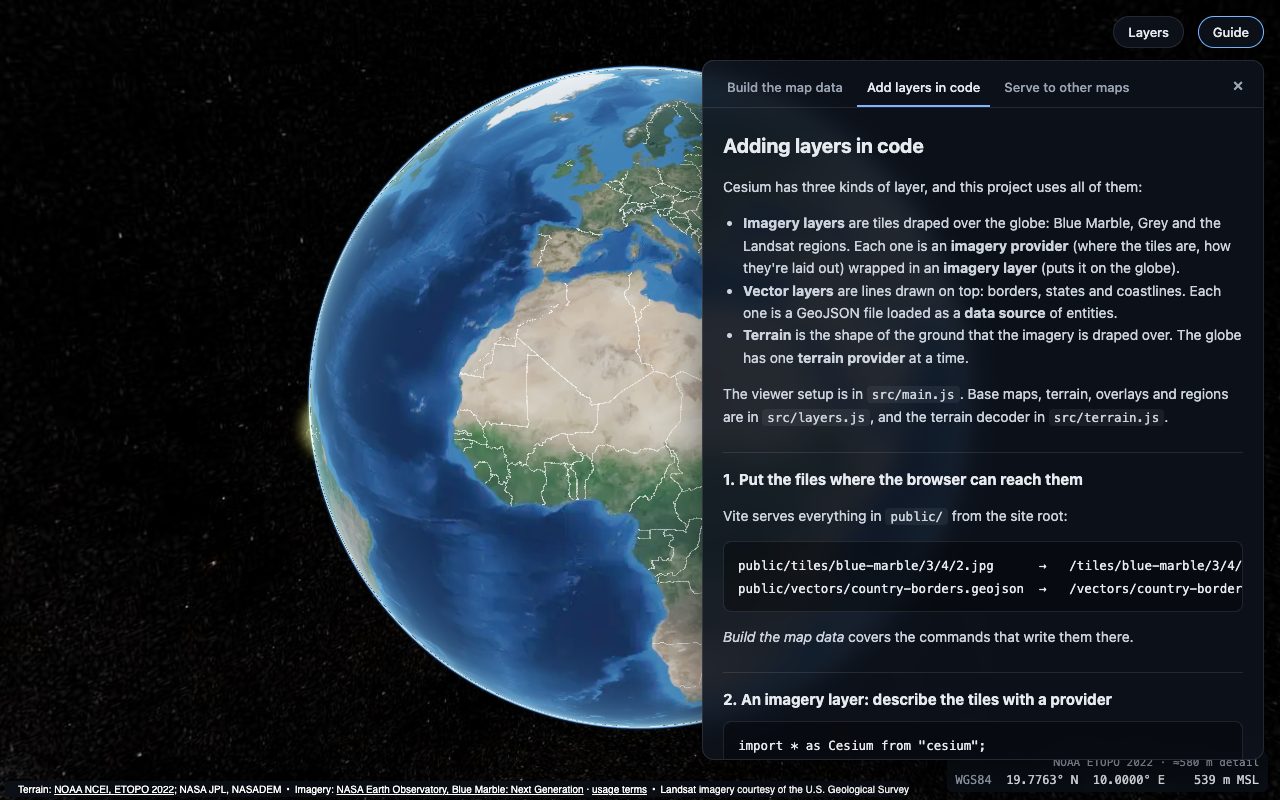 Layers Guide
Build the map data Add layers in code Serve to other maps ×
Adding layers in code
Cesium has three kinds of layer, and this project uses all of them:
• Imagery layers are tiles draped over the globe: Blue Marble, Grey and the
Landsat regions. Each one is an imagery provider (where the tiles are, how
they're laid out) wrapped in an imagery layer (puts it on the globe).
• Vector layers are lines drawn on top: borders, states and coastlines. Each
one is a GeoJSON file loaded as a data source of entities.
• Terrain is the shape of the ground that the imagery is draped over. The globe
has one terrain provider at a time.
The viewer setup is in src/main.js. Base maps, terrain, overlays and regions
are in src/layers.js, and the terrain decoder in src/terrain.js.
1. Put the files where the browser can reach them
Vite serves everything in public/ from the site root:
public/tiles/blue-marble/3/4/2.jpg → /tiles/blue-marble/3/4/
public/vectors/country-borders.geojson → /vectors/country-border
Build the map data covers the commands that write them there.
2. An imagery layer: describe the tiles with a provider
import * as Cesium from "cesium";
NOAA ETOPO 2022 · ≈580 m detail
WGS84 19.7763° N 10.0000° E 539 m MSL
Terrain: NOAA NCEI, ETOPO 2022; NASA JPL, NASADEM • Imagery: NASA Earth Observatory, Blue Marble: Next Generation · usage terms • Landsat imagery courtesy of the U.S. Geological Survey